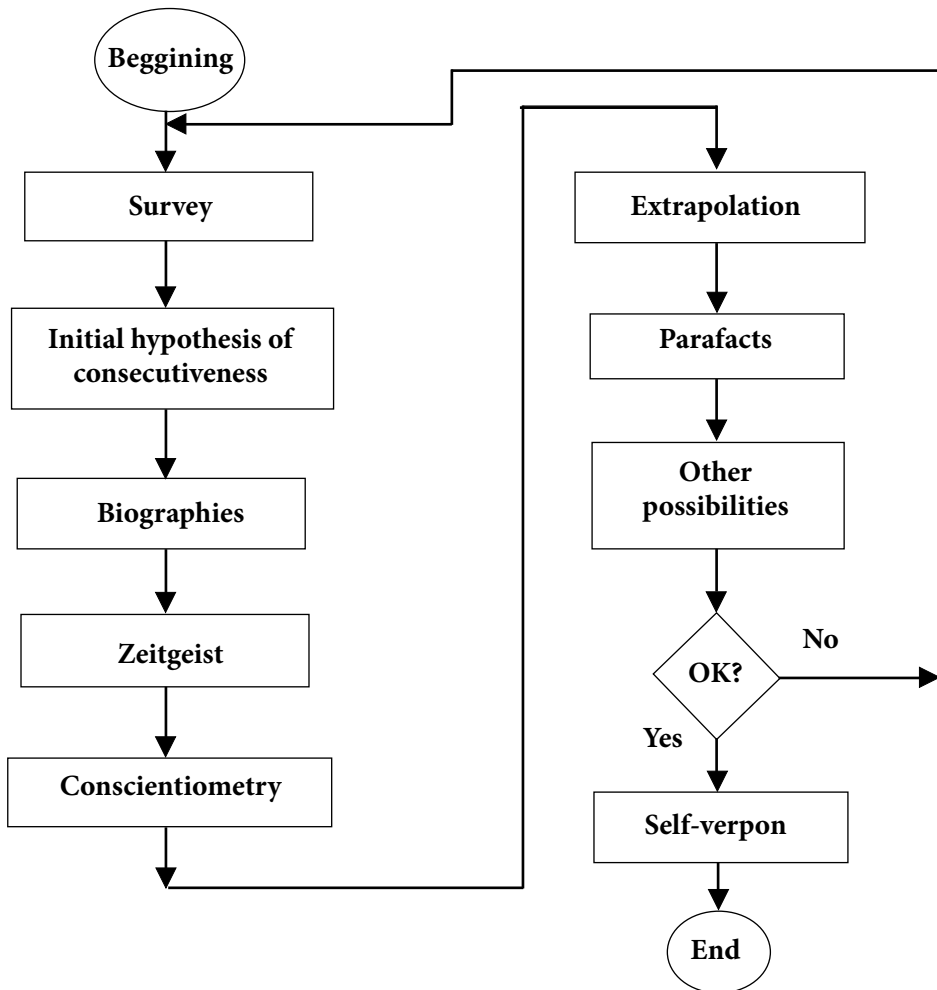 Beggining
Survey
Initial hypothesis of
consecutiveness
Biographies
Zeitgeist
Conscientiometry
Extrapolation
Parafacts
Other
possibilities
OK?
No
Yes
Self-verpon
End